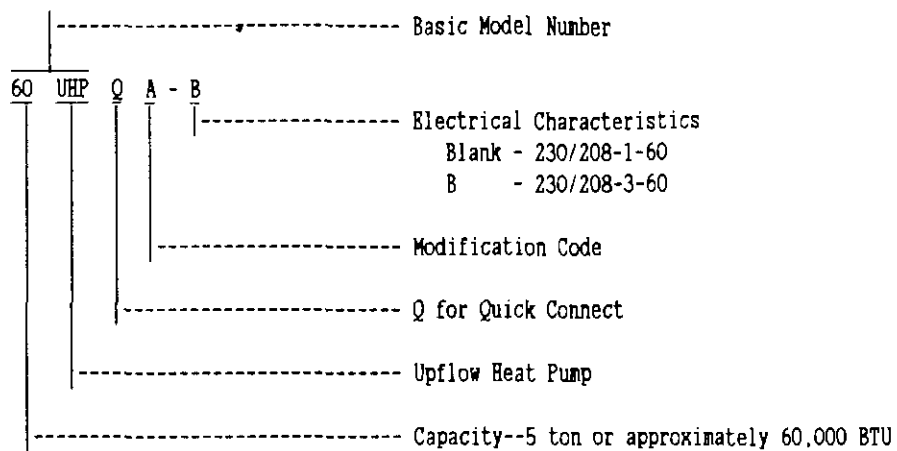 Basic Model Number
60 UHP Q A - B
Electrical Characteristics
Blank - 230/208-1-60
B - 230/208-3-60
Modification Code
Q for Quick Connect
Upflow Heat Pump
Capacity--5 ton or approximately 60,000 BTU